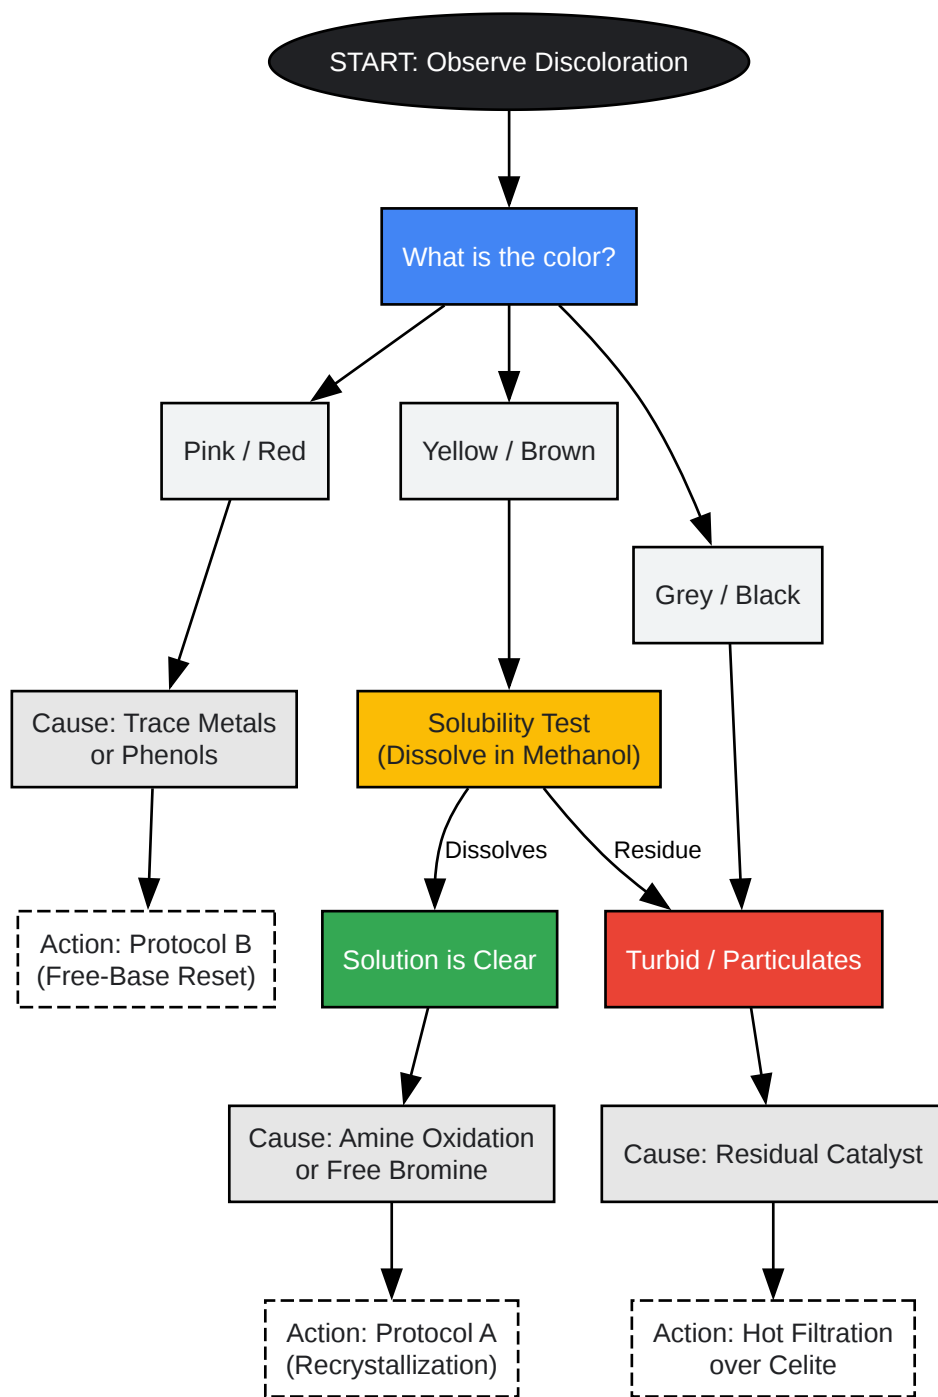 START: Observe Discoloration
What is the color?
Pink / Red
Yellow / Brown
Grey / Black
Cause: Trace Metals
or Phenols
Solubility Test
(Dissolve in Methanol)
Dissolves
Residue
Action: Protocol B
(Free-Base Reset)
Solution is Clear
Turbid / Particulates
Cause: Amine Oxidation
or Free Bromine
Cause: Residual Catalyst
Action: Protocol A
(Recrystallization)
Action: Hot Filtration
over Celite